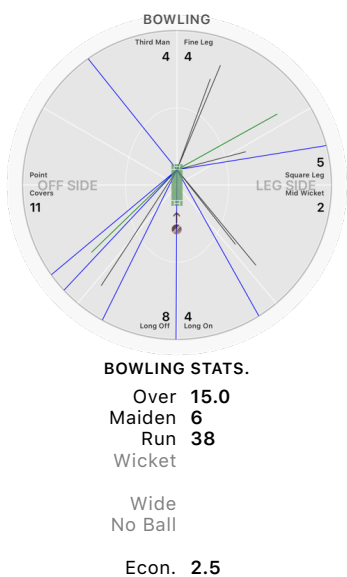 BOWLING
Third Man Fine Leg
4 4
5
Point Square Leg
OFF SIDE LEG SIDE
Covers Mid Wicket
11 2
8 4
Long Off Long On
BOWLING STATS.
Over 15.0
Maiden 6
Run 38
Wicket
Wide
No Ball
Econ. 2.5